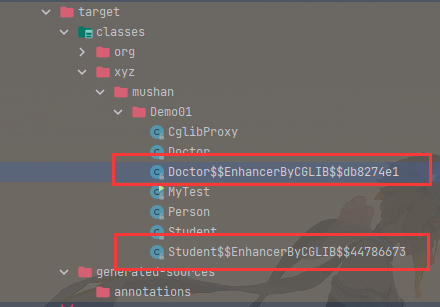 target
classes
org
xyz
mushan
Demo01
CglibProxy
Doctor
Doctor$$EnhancerByCGLIB$$db8274e1
MyTest
Person
Student
Student$$EnhancerByCGLIB$$44786673
generated-sources
annotations